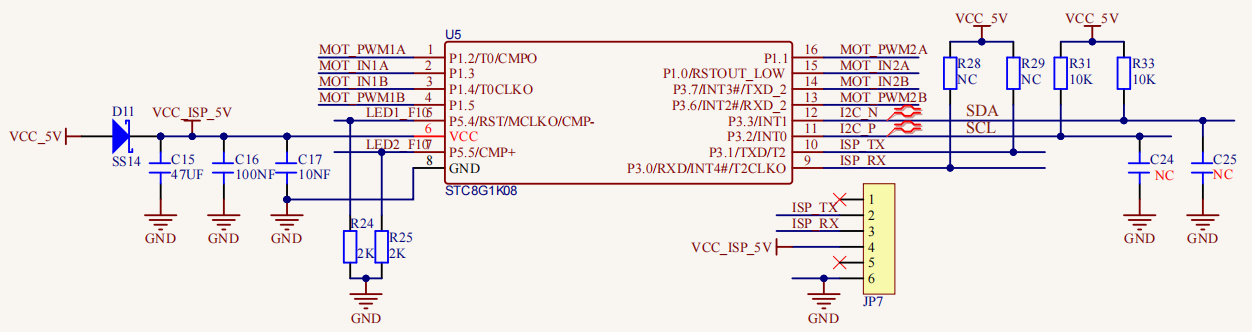 VCC_5V
VCC_5V
U5
MOT_PWM1A 1 P1.2/T0/CMPO
MOT_IN1A 2 P1.3
MOT_IN1B 3 P1.4/T0CLKO
MOT_PWM1B 4 P1.5
LED1_F10 5 P5.4/RST/MCLKO/CMP-
6 VCC
LED2_F10 7 P5.5/CMP+
8 GND
P1.1 16 MOT_PWM2A
P1.0/RSTOUT_LOW 15 MOT_IN2A
P3.7/INT3#/TXD_2 14 MOT_IN2B
P3.6/INT2#/RXD_2 13 MOT_PWM2B
P3.3/INT1 12 I2C_N SDA
P3.2/INT0 11 I2C_P SCL
P3.1/TXD/T2 10 ISP_TX
P3.0/RXD/INT4#/T2CLKO 9 ISP_RX
STC8G1K08
R28
NC
R29
NC
R31
10K
R33
10K
D11
SS14
VCC_5V
VCC_ISP_5V
C15
47UF
C16
100NF
C17
10NF
GND
GND
GND
R24
2K
R25
2K
GND
C24
NC
C25
NC
GND
GND
1
ISP_TX 2
ISP_RX 3
VCC_ISP_5V 4
5
6
JP7
GND